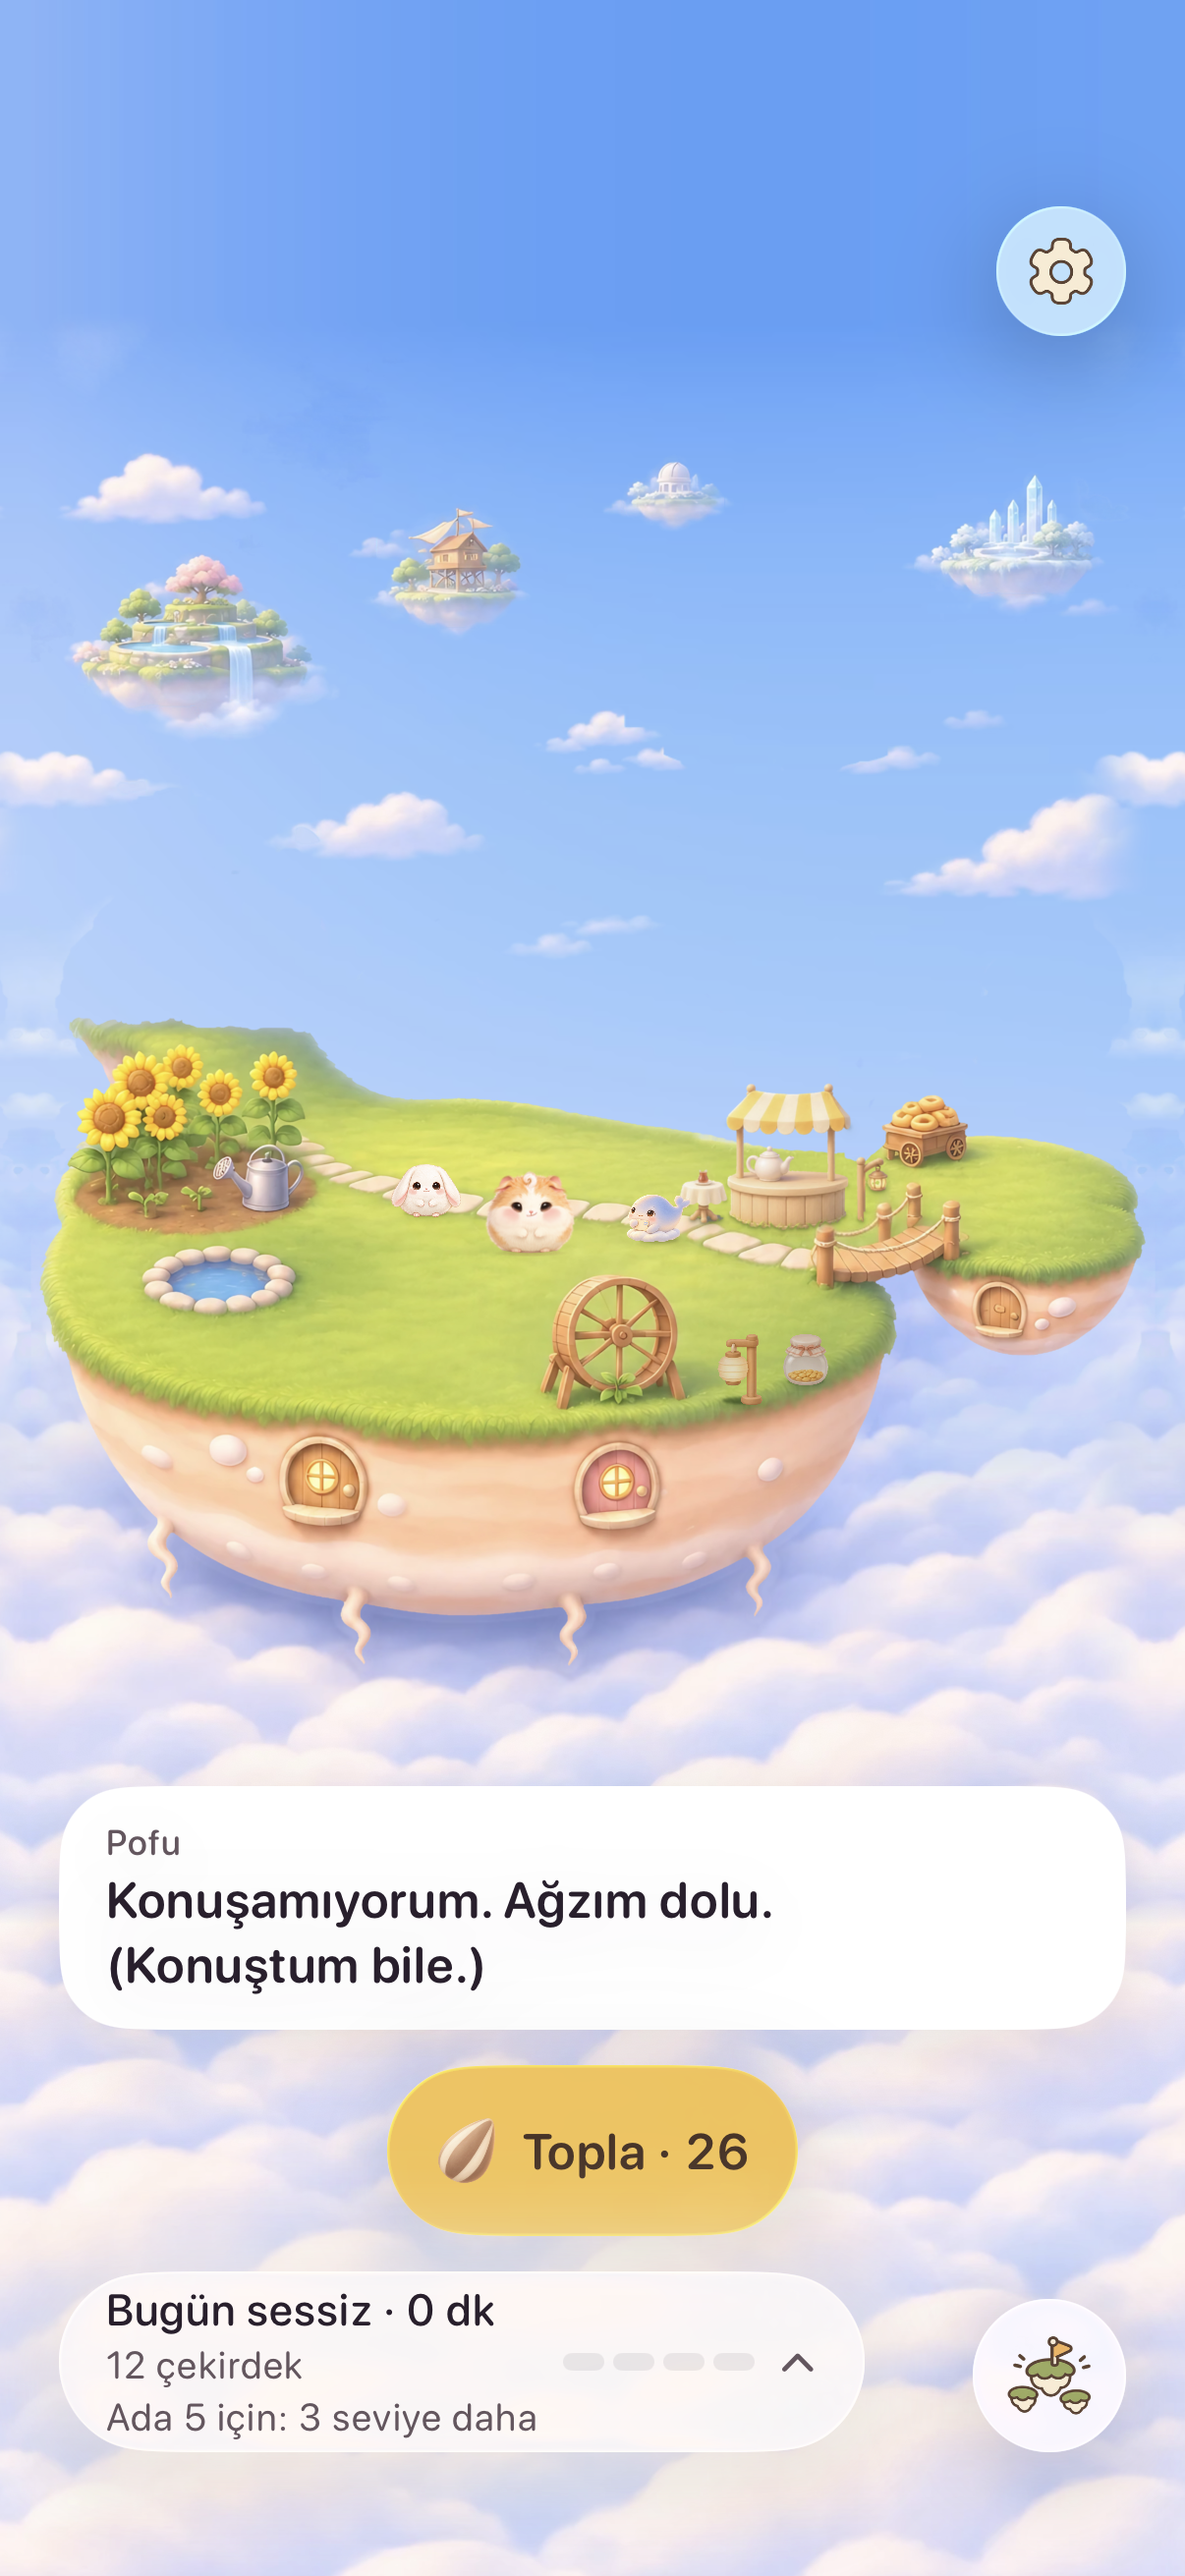 Pofu
Konuşamıyorum. Ağzım dolu.
(Konuştum bile.)
Topla · 26
Bugün sessiz · 0 dk
12 çekirdek
Ada 5 için: 3 seviye daha